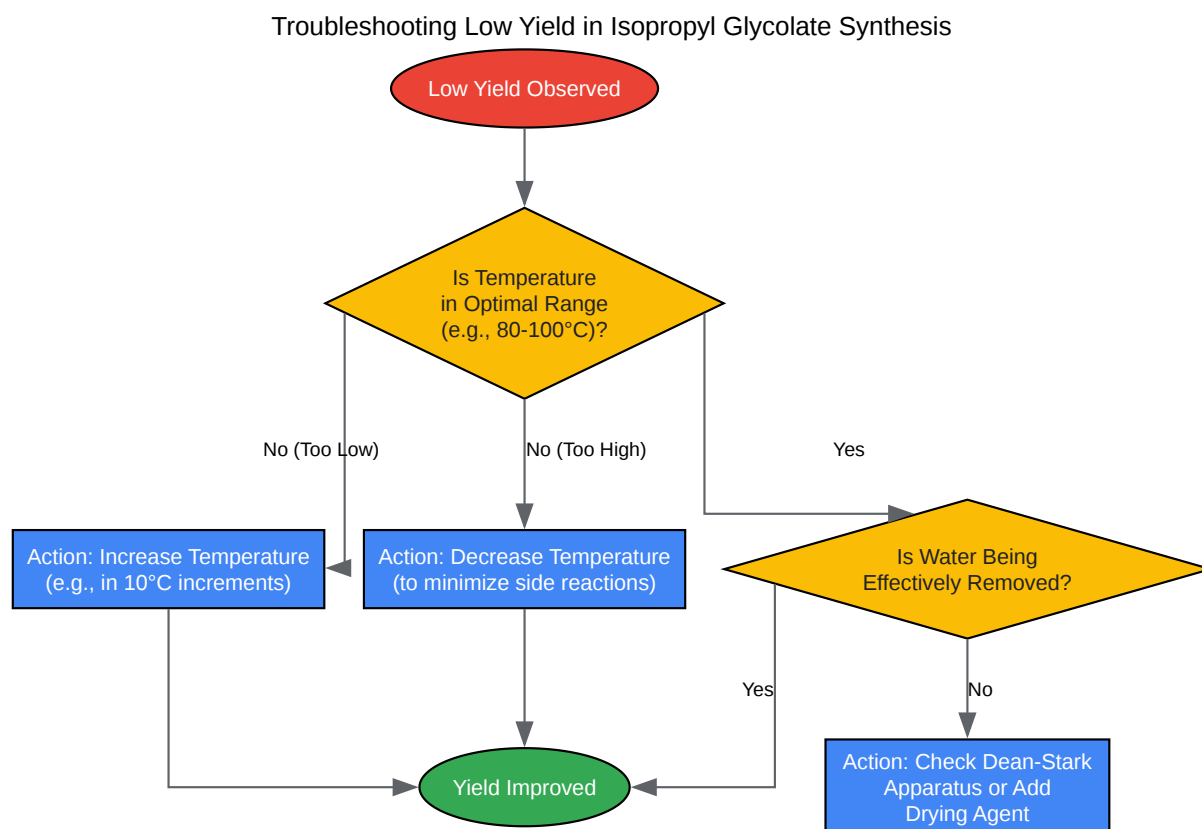 Troubleshooting Low Yield in Isopropyl Glycolate Synthesis
Low Yield Observed
Is Temperature
in Optimal Range
(e.g., 80-100°C)?
No (Too Low)
No (Too High)
Yes
Action: Increase Temperature
(e.g., in 10°C increments)
Action: Decrease Temperature
(to minimize side reactions)
Is Water Being
Effectively Removed?
Yes
No
Yield Improved
Action: Check Dean-Stark
Apparatus or Add
Drying Agent